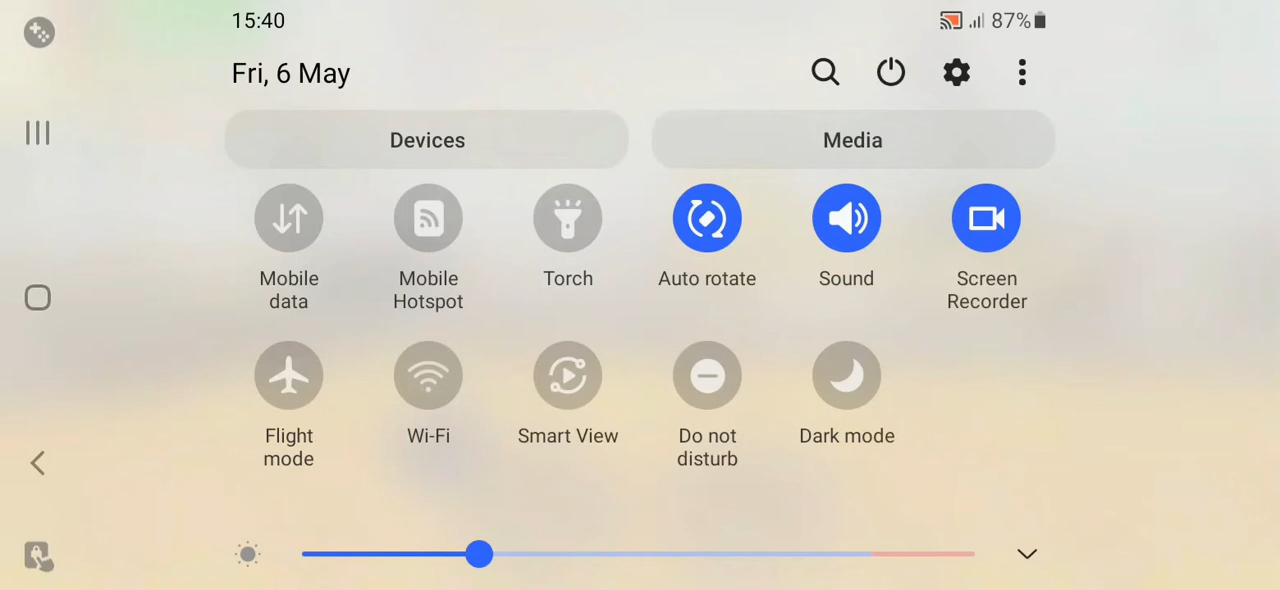 15:40
87%
Fri, 6 May
Devices
Media
Mobile
data
Mobile
Hotspot
Torch
Auto rotate
Sound
Screen
Recorder
Flight
mode
Wi-Fi
Smart View
Do not
disturb
Dark mode